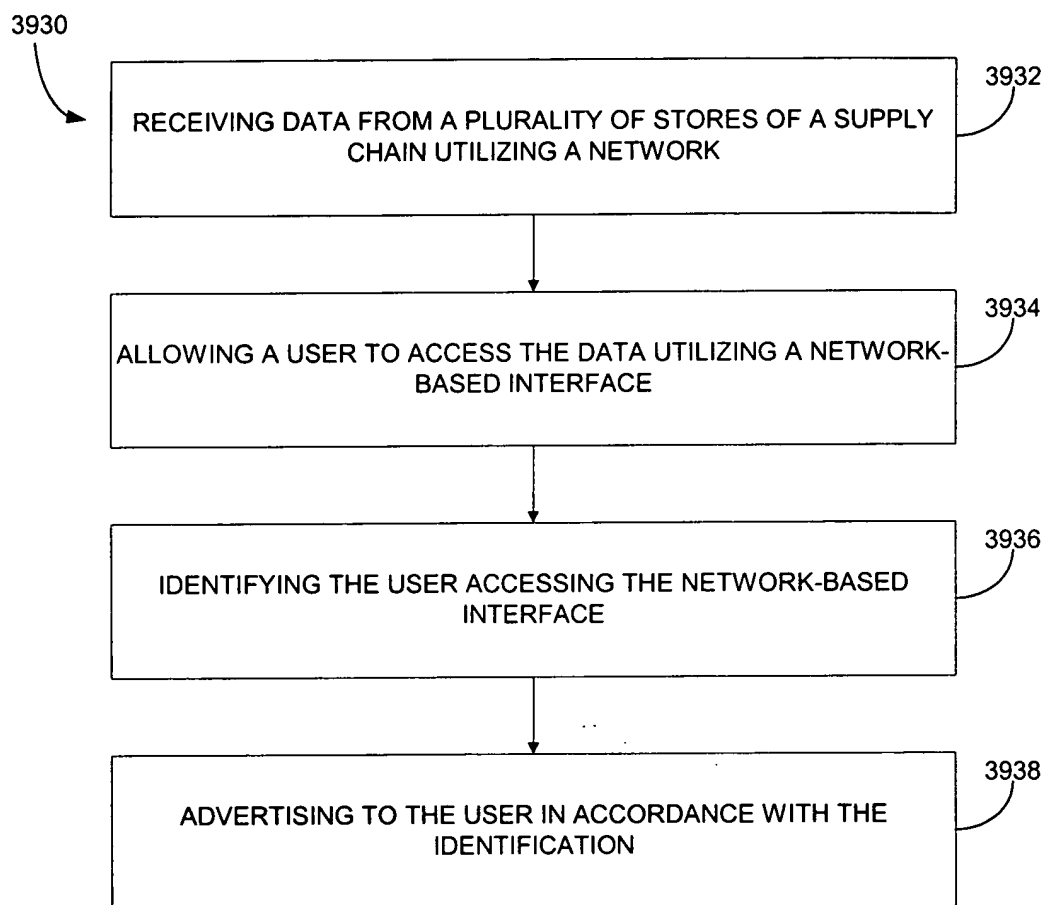 3930
3932
RECEIVING DATA FROM A PLURALITY OF STORES OF A SUPPLY
CHAIN UTILIZING A NETWORK
3934
ALLOWING A USER TO ACCESS THE DATA UTILIZING A NETWORK-
BASED INTERFACE
3936
IDENTIFYING THE USER ACCESSING THE NETWORK-BASED
INTERFACE
3938
ADVERTISING TO THE USER IN ACCORDANCE WITH THE
IDENTIFICATION